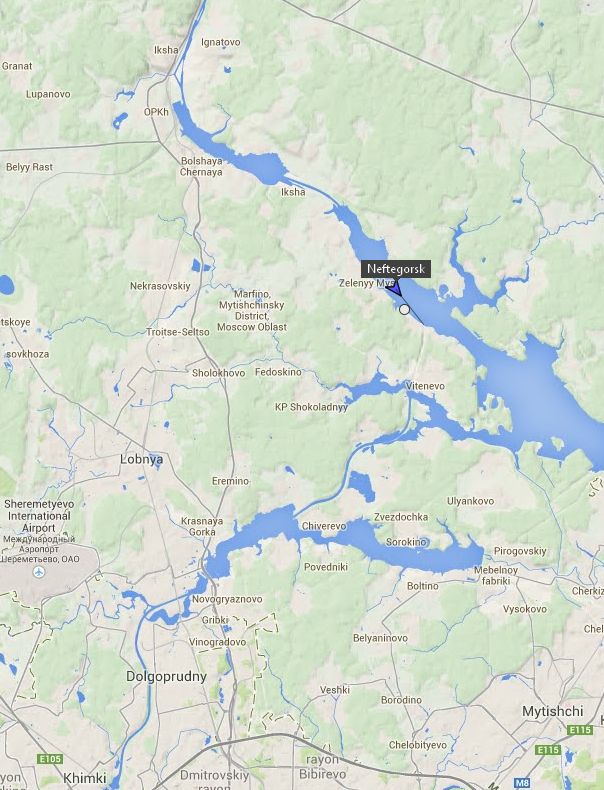 Ignatovo
Iksha
Granat
Lupanovo
OPKh
Bolshaya
Chernaya
Belyy Rast
Iksha
Neftegorsk
Zelenyy Mys
Nekrasovskiy
Marfino,
Mytishchinsky
District,
Moscow Oblast
tskoye
Troitse-Seltso
sovkhoza
Sholokhovo
Fedoskino
Vitenevo
KP Shokoladnyy
Lobnya
Eremino
Sheremetyevo
International
Airport
Международный
Аэропорт
Шереметьево, ОАО
Ulyankovo
Krasnaya
Gorka
Chiverevo
Zvezdochka
Sorokino
Pirogovskiy
Povedniki
Mebelnoy
fabriki
Boltino
Cherkiz
Novogryaznovo
Vysokovo
Gribki
Chel
Vinogradovo
Belyaninovo
Dolgoprudny
Veshki
Borodino
Mytishchi
E115
Chelobityevo
E115
E105
rayon
Bibirevo
Khimki
Dmitrovskiy
rayon
M8
rayon